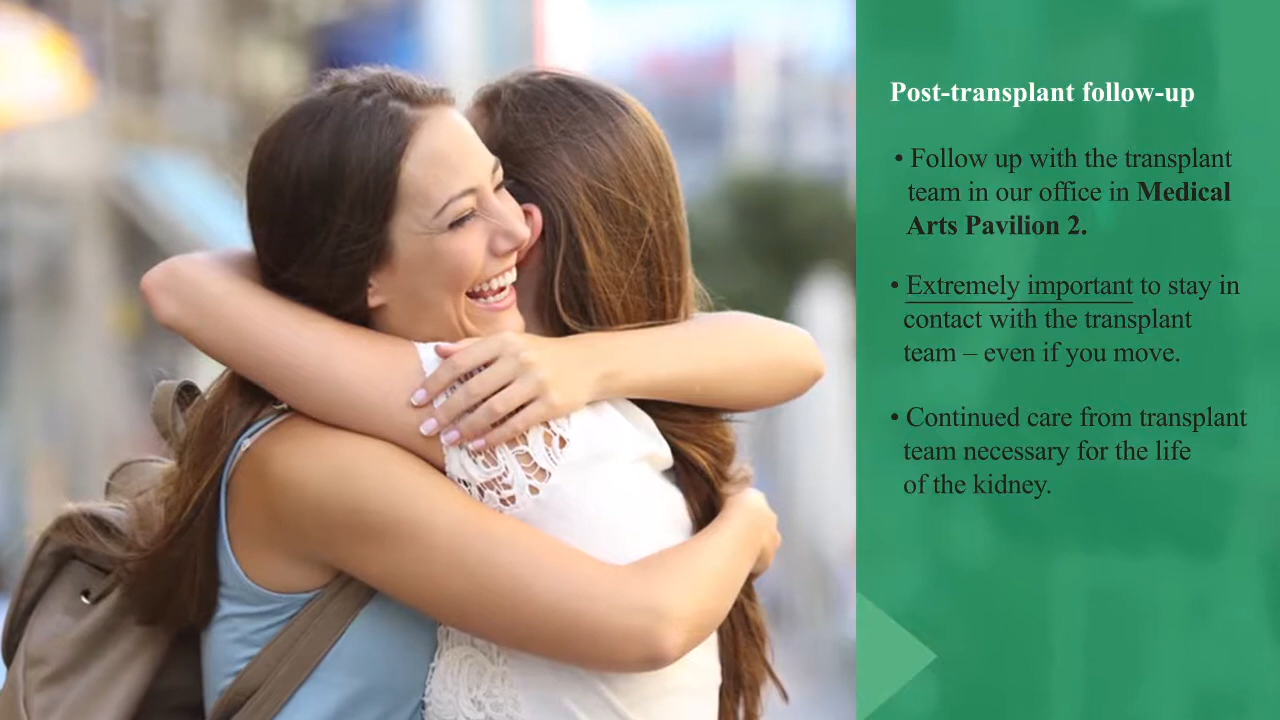 Post-transplant follow-up
• Follow up with the transplant
team in our office in Medical
Arts Pavilion 2.
• Extremely important to stay in
contact with the transplant
team – even if you move.
• Continued care from transplant
team necessary for the life
of the kidney.